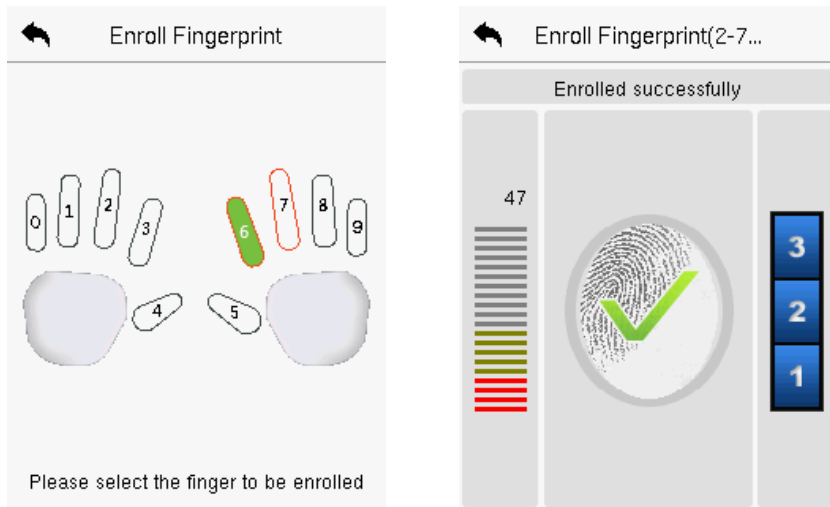 Enroll Fingerprint
0 1 2 3 4 5 6 7 8 9
Please select the finger to be enrolled
Enroll Fingerprint(2-7...
Enrolled successfully
47
3
2
1